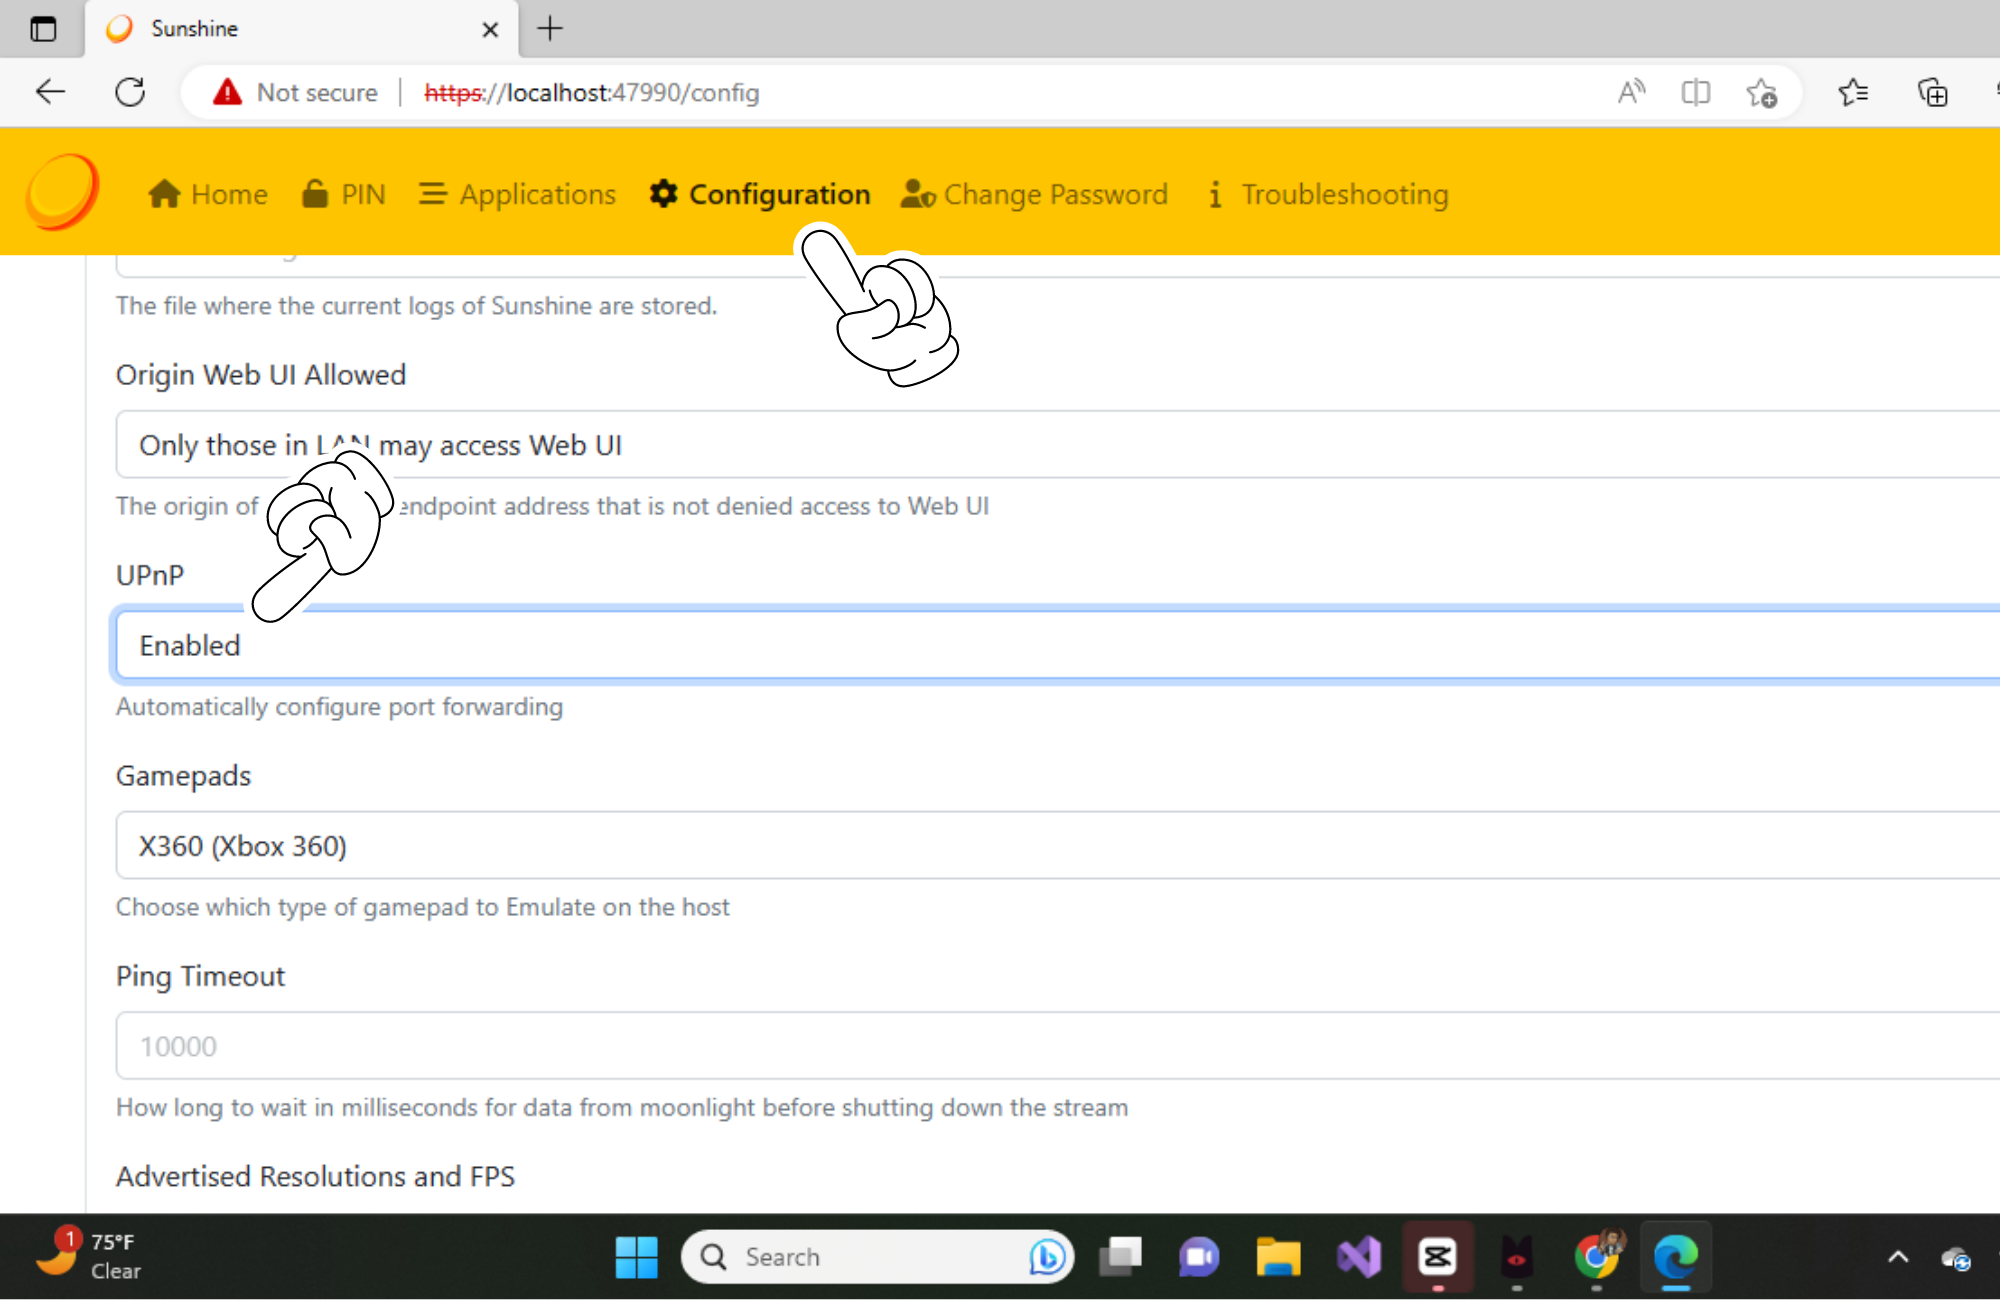 Sunshine
Not secure | https://localhost:47990/config
Home PIN Applications Configuration Change Password Troubleshooting
The file where the current logs of Sunshine are stored.
Origin Web UI Allowed
Only those in LAN may access Web UI
The origin of endpoint address that is not denied access to Web UI
UPnP
Enabled
Automatically configure port forwarding
Gamepads
X360 (Xbox 360)
Choose which type of gamepad to Emulate on the host
Ping Timeout
10000
How long to wait in milliseconds for data from moonlight before shutting down the stream
Advertised Resolutions and FPS
1
75°F
Clear
Search